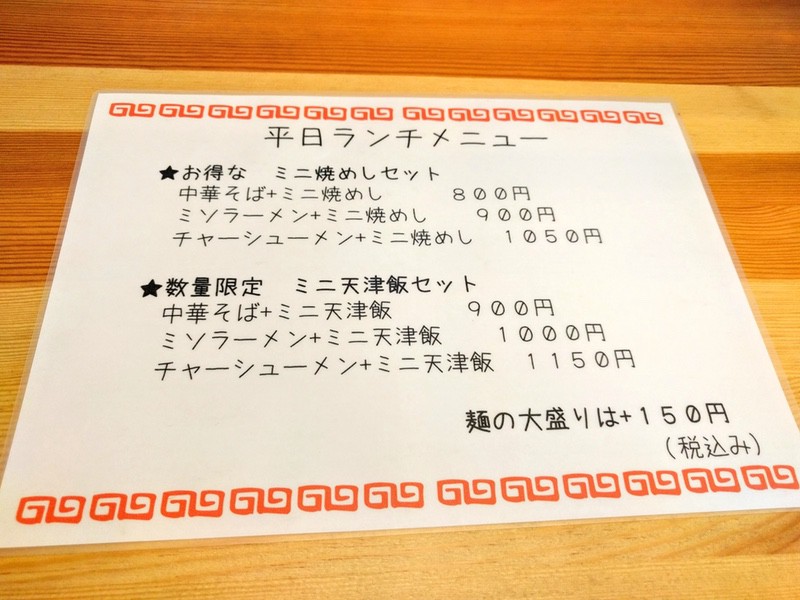 平日ランチメニュー
★お得な　ミニ焼めしセット
中華そば+ミニ焼めし　８００円
ミソラーメン+ミニ焼めし　９００円
チャーシューメン+ミニ焼めし　１０５０円
★数量限定　ミニ天津飯セット
中華そば+ミニ天津飯　９００円
ミソラーメン+ミニ天津飯　１０００円
チャーシューメン+ミニ天津飯　１１５０円
麺の大盛りは+１５０円
（税込み）